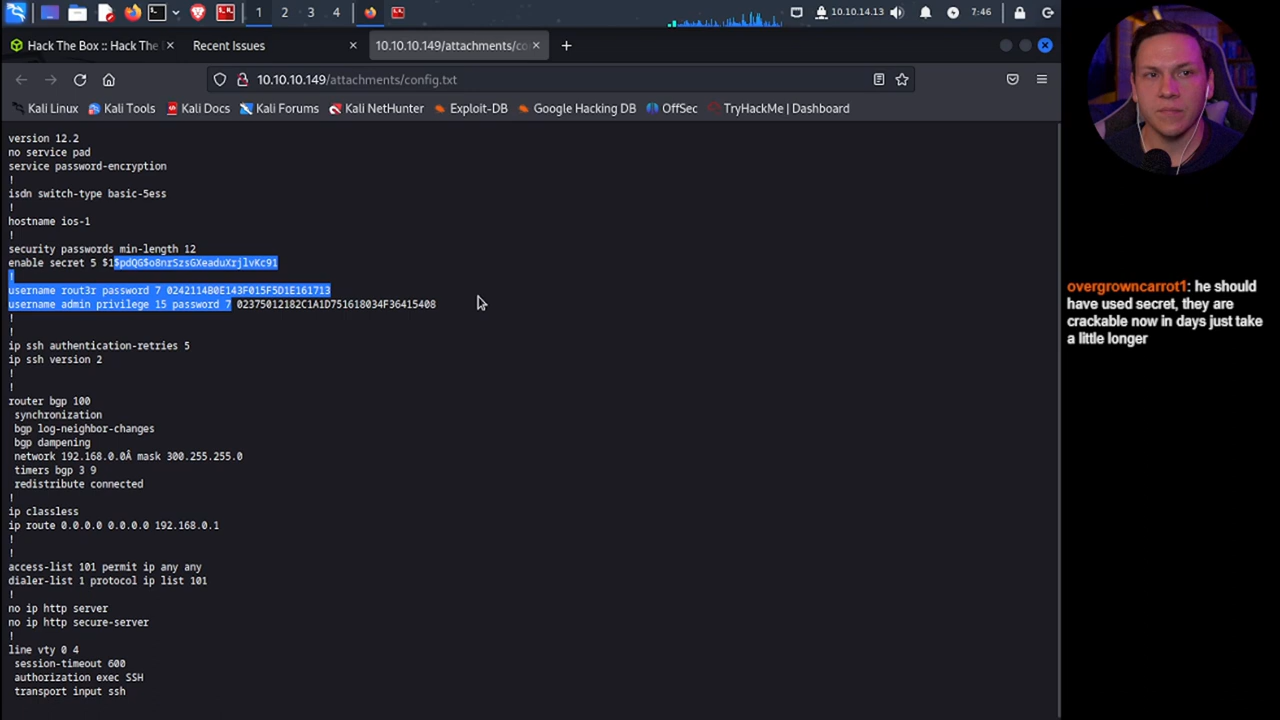 1
2
3
4
10.10.14.13
7:46
Hack The Box :: Hack The
Recent Issues
10.10.10.149/attachments/co
10.10.10.149/attachments/config.txt
Kali Linux
Kali Tools
Kali Docs
Kali Forums
Kali NetHunter
Exploit-DB
Google Hacking DB
OffSec
TryHackMe | Dashboard
version 12.2
no service pad
service password-encryption
!
isdn switch-type basic-5ess
!
hostname ios-1
!
security passwords min-length 12
enable secret 5 $1$pdQG$o8nrSzsGXeaduXrjlvKc91
!
username rout3r password 7 0242114B0E143F015F5D1E161713
username admin privilege 15 password 7 02375012182C1A1D751618034F36415408
!
!
ip ssh authentication-retries 5
ip ssh version 2
!
!
router bgp 100
synchronization
bgp log-neighbor-changes
bgp dampening
network 192.168.0.0Â mask 300.255.255.0
timers bgp 3 9
redistribute connected
!
ip classless
ip route 0.0.0.0 0.0.0.0 192.168.0.1
!
!
access-list 101 permit ip any any
dialer-list 1 protocol ip list 101
!
no ip http server
no ip http secure-server
!
line vty 0 4
session-timeout 600
authorization exec SSH
transport input ssh
overgrowncarrot1: he should
have used secret, they are
crackable now in days just take
a little longer